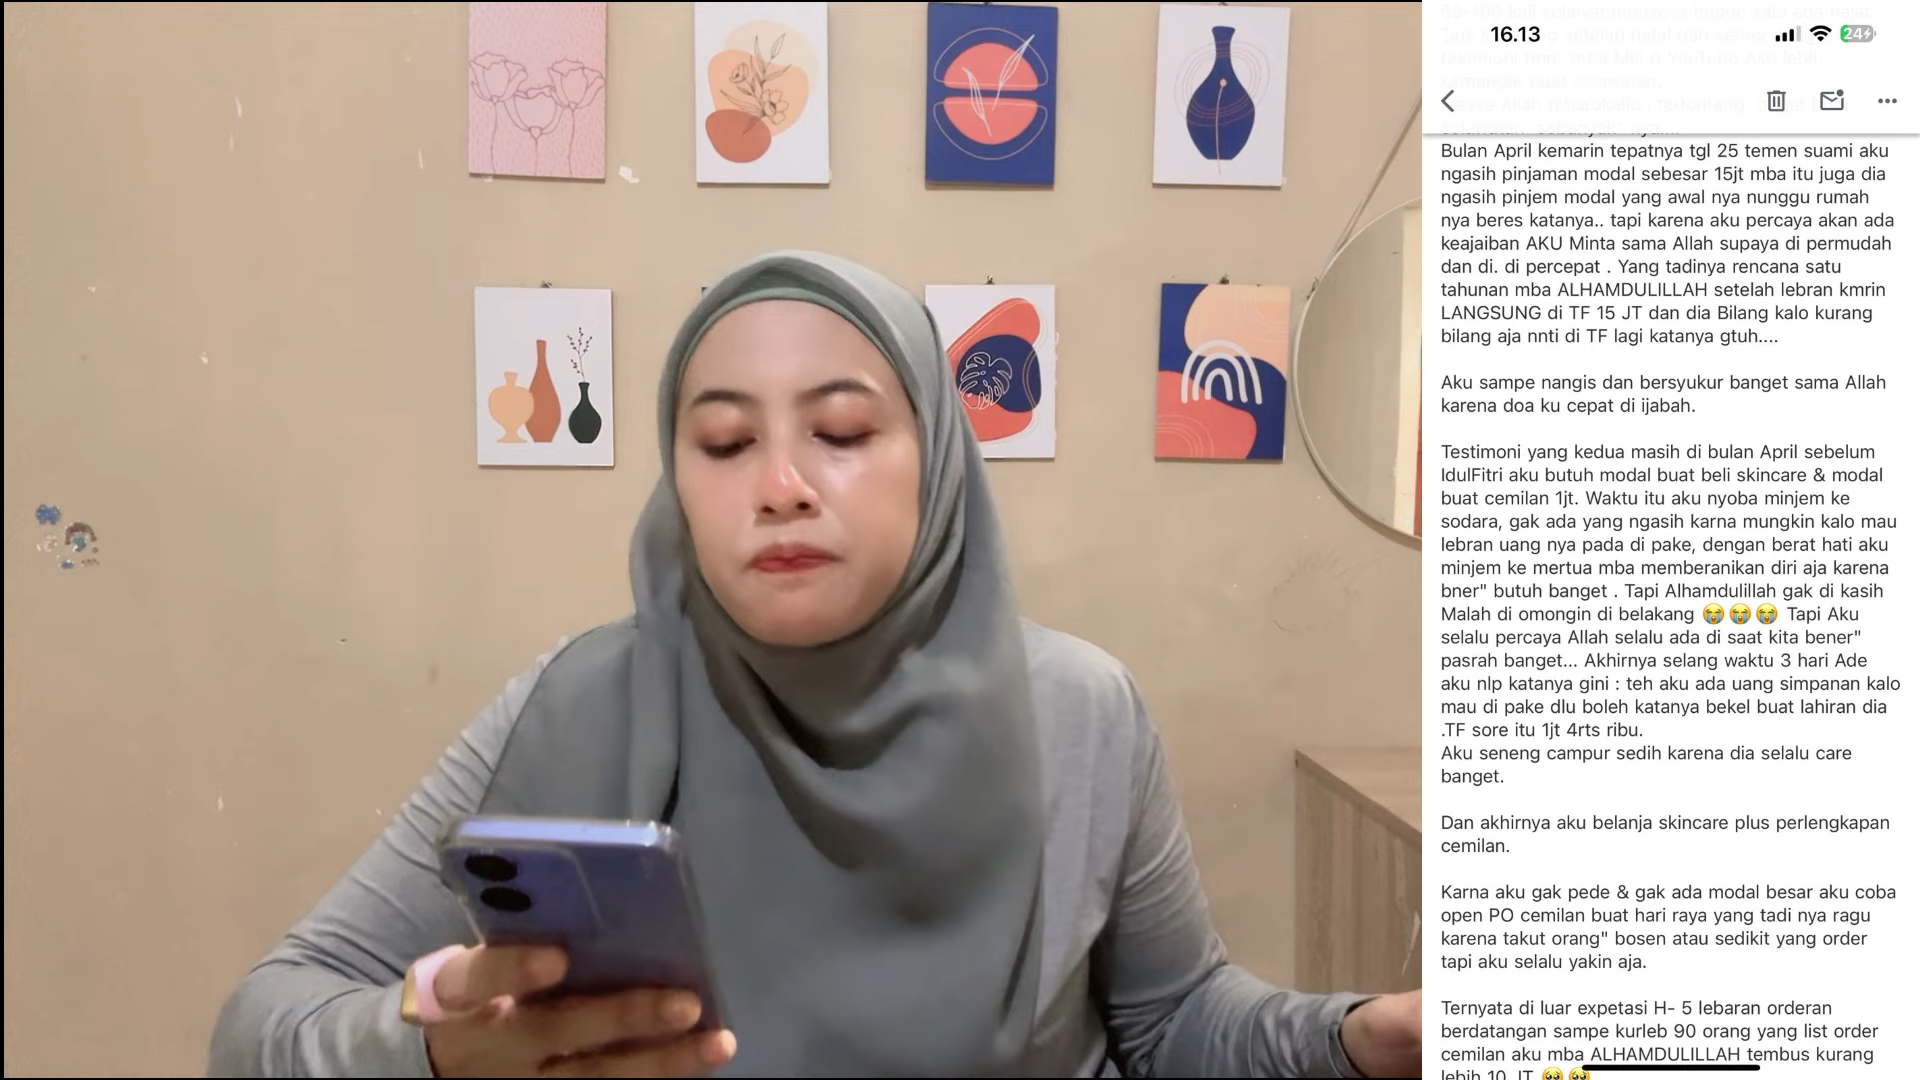 16.13
24
Bulan April kemarin tepatnya tgl 25 temen suami aku
ngasih pinjaman modal sebesar 15jt mba itu juga dia
ngasih pinjem modal yang awal nya nunggu rumah
nya beres katanya.. tapi karena aku percaya akan ada
keajaiban AKU Minta sama Allah supaya di permudah
dan di. di percepat . Yang tadinya rencana satu
tahunan mba ALHAMDULILLAH setelah lebran kmrin
LANGSUNG di TF 15 JT dan dia Bilang kalo kurang
bilang aja nnti di TF lagi katanya gtuh....
Aku sampe nangis dan bersyukur banget sama Allah
karena doa ku cepat di ijabah.
Testimoni yang kedua masih di bulan April sebelum
IdulFitri aku butuh modal buat beli skincare & modal
buat cemilan 1jt. Waktu itu aku nyoba minjem ke
sodara, gak ada yang ngasih karna mungkin kalo mau
lebran uang nya pada di pake, dengan berat hati aku
minjem ke mertua mba memberanikan diri aja karena
bner" butuh banget . Tapi Alhamdulillah gak di kasih
Malah di omongin di belakang 😭😭😭 Tapi Aku
selalu percaya Allah selalu ada di saat kita bener"
pasrah banget... Akhirnya selang waktu 3 hari Ade
aku nlp katanya gini : teh aku ada uang simpanan kalo
mau di pake dlu boleh katanya bekel buat lahiran dia
.TF sore itu 1jt 4rts ribu.
Aku seneng campur sedih karena dia selalu care
banget.
Dan akhirnya aku belanja skincare plus perlengkapan
cemilan.
Karna aku gak pede & gak ada modal besar aku coba
open PO cemilan buat hari raya yang tadi nya ragu
karena takut orang" bosen atau sedikit yang order
tapi aku selalu yakin aja.
Ternyata di luar expetasi H- 5 lebaran orderan
berdatangan sampe kurleb 90 orang yang list order
cemilan aku mba ALHAMDULILLAH tembus kurang
lebih 10 JT 🥹🥹